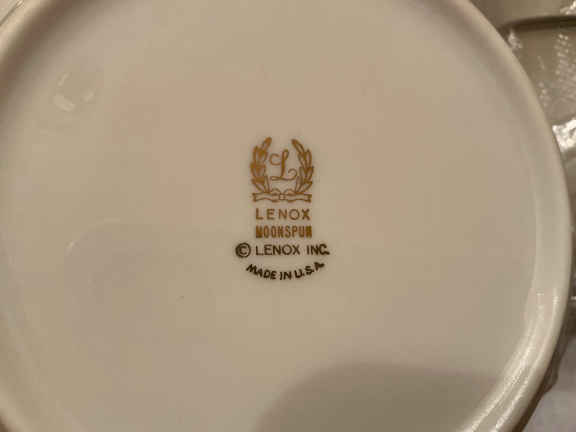 L
LENOX
MOONSPUN
© LENOX INC.
MADE IN U.S.A.